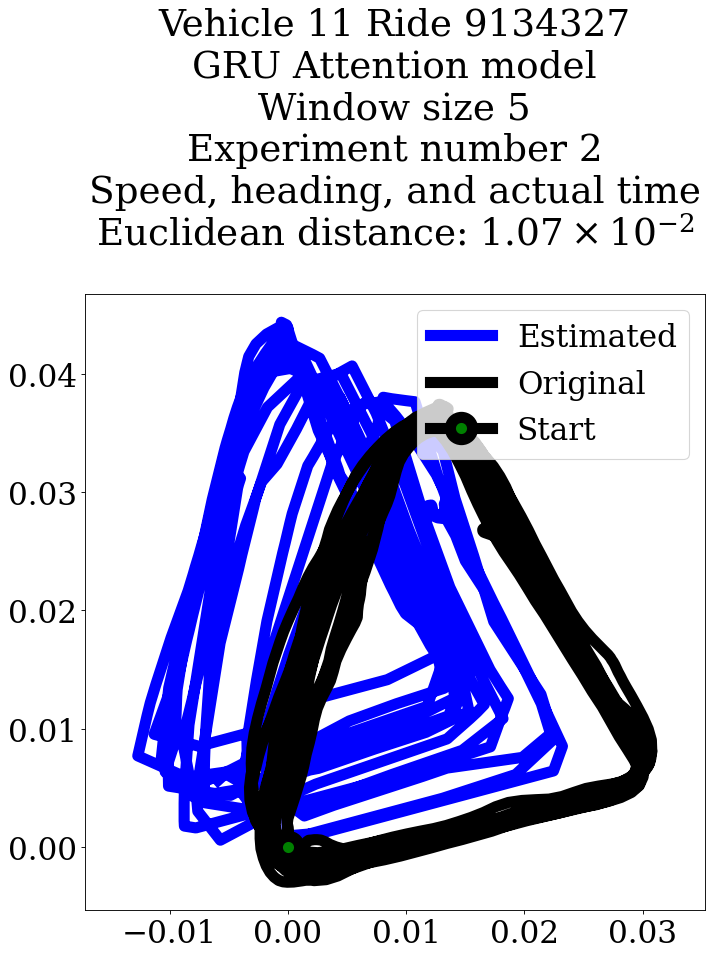 Vehicle 11 Ride 9134327
GRU Attention model
Window size 5
Experiment number 2
Speed, heading, and actual time
Euclidean distance: 1.07 × 10⁻²
Estimated
Original
Start
0.04
0.03
0.02
0.01
0.00
−0.01 0.00 0.01 0.02 0.03